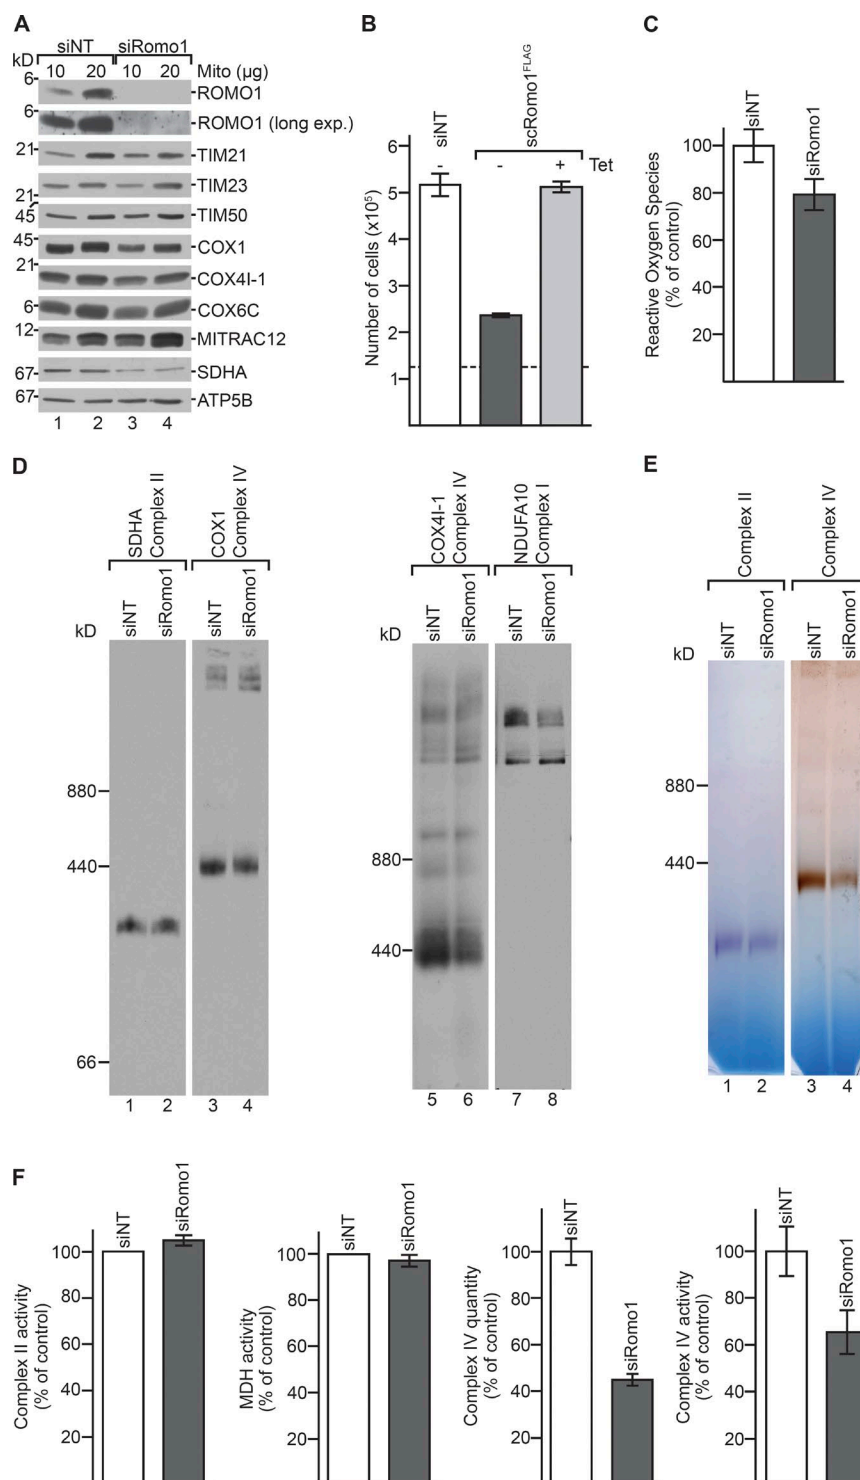 A
siNT siRomo1
kD 10 20 10 20 Mito (µg)
6 ROMO1
6 ROMO1 (long exp.)
21 TIM21
TIM23
21
45 TIM50
45 COX1
21 COX4I-1
6 COX6C
12 MITRAC12
67 SDHA
67 ATP5B
1 2 3 4
B
siNT
scRomo1FLAG
- - + Tet
Number of cells (x10⁵)
6
5
4
3
2
1
C
siNT
siRomo1
Reactive Oxygen Species
(% of control)
100
80
60
40
20
D
SDHA
Complex II
COX1
Complex IV
siNT siRomo1 siNT siRomo1
kD
880
440
66
1 2 3 4
COX4I-1
Complex IV
NDUFA10
Complex I
siNT siRomo1 siNT siRomo1
kD
880
440
5 6 7 8
E
Complex II Complex IV
siNT siRomo1 siNT siRomo1
kD
880
440
1 2 3 4
F
siNT siRomo1
Complex II activity
(% of control)
100
80
60
40
20
siNT siRomo1
MDH activity
(% of control)
100
80
60
40
20
siNT siRomo1
Complex IV quantity
(% of control)
100
80
60
40
20
siNT siRomo1
Complex IV activity
(% of control)
100
80
60
40
20